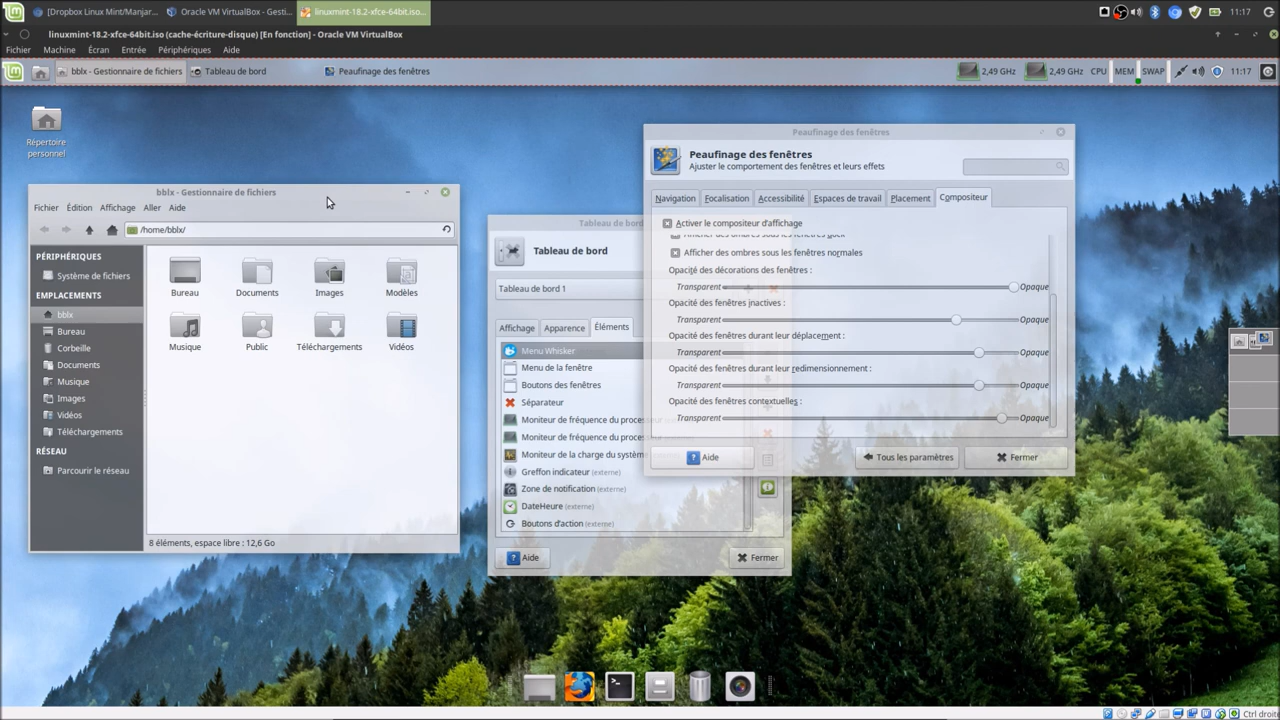 [Dropbox Linux Mint/Manjar...
Oracle VM VirtualBox - Gesti...
linuxmint-18.2-xfce-64bit.iso...
11:17
linuxmint-18.2-xfce-64bit.iso (cache-écriture-disque) [En fonction] - Oracle VM VirtualBox
Fichier Machine Écran Entrée Périphériques Aide
bblx - Gestionnaire de fichiers
Tableau de bord
Peaufinage des fenêtres
2,49 GHz
2,49 GHz
CPU
MEM
SWAP
11:17
Répertoire
personnel
bblx - Gestionnaire de fichiers
Fichier Édition Affichage Aller Aide
/home/bblx/
PÉRIPHÉRIQUES
Système de fichiers
EMPLACEMENTS
bblx
Bureau
Corbeille
Documents
Musique
Images
Vidéos
Téléchargements
RÉSEAU
Parcourir le réseau
Bureau Documents Images Modèles
Musique Public Téléchargements Vidéos
8 éléments, espace libre : 12,6 Go
Tableau de bord
Tableau de bord
Tableau de bord 1
Affichage Apparence Éléments
Menu Whisker
Menu de la fenêtre
Boutons des fenêtres
Séparateur
Moniteur de fréquence du
Moniteur de fréquence du
Moniteur de la charge du système
Greffon indicateur (externe)
Zone de notification (externe)
DateHeure (externe)
Boutons d'action (externe)
Aide
Fermer
Peaufinage des fenêtres
Peaufinage des fenêtres
Ajuster le comportement des fenêtres et leurs effets
Navigation Focalisation Accessibilité Espaces de travail Placement Compositeur
Activer le compositeur d'affichage
Afficher des ombres sous les fenêtres
Afficher des ombres sous les fenêtres normales
Opacité des décorations des fenêtres :
Transparent Opaque
Opacité des fenêtres inactives :
Transparent Opaque
Opacité des fenêtres durant leur déplacement :
Transparent Opaque
Opacité des fenêtres durant leur redimensionnement :
Transparent Opaque
Opacité des fenêtres contextuelles :
Transparent Opaque
Aide
Tous les paramètres
Fermer
Ctrl droite